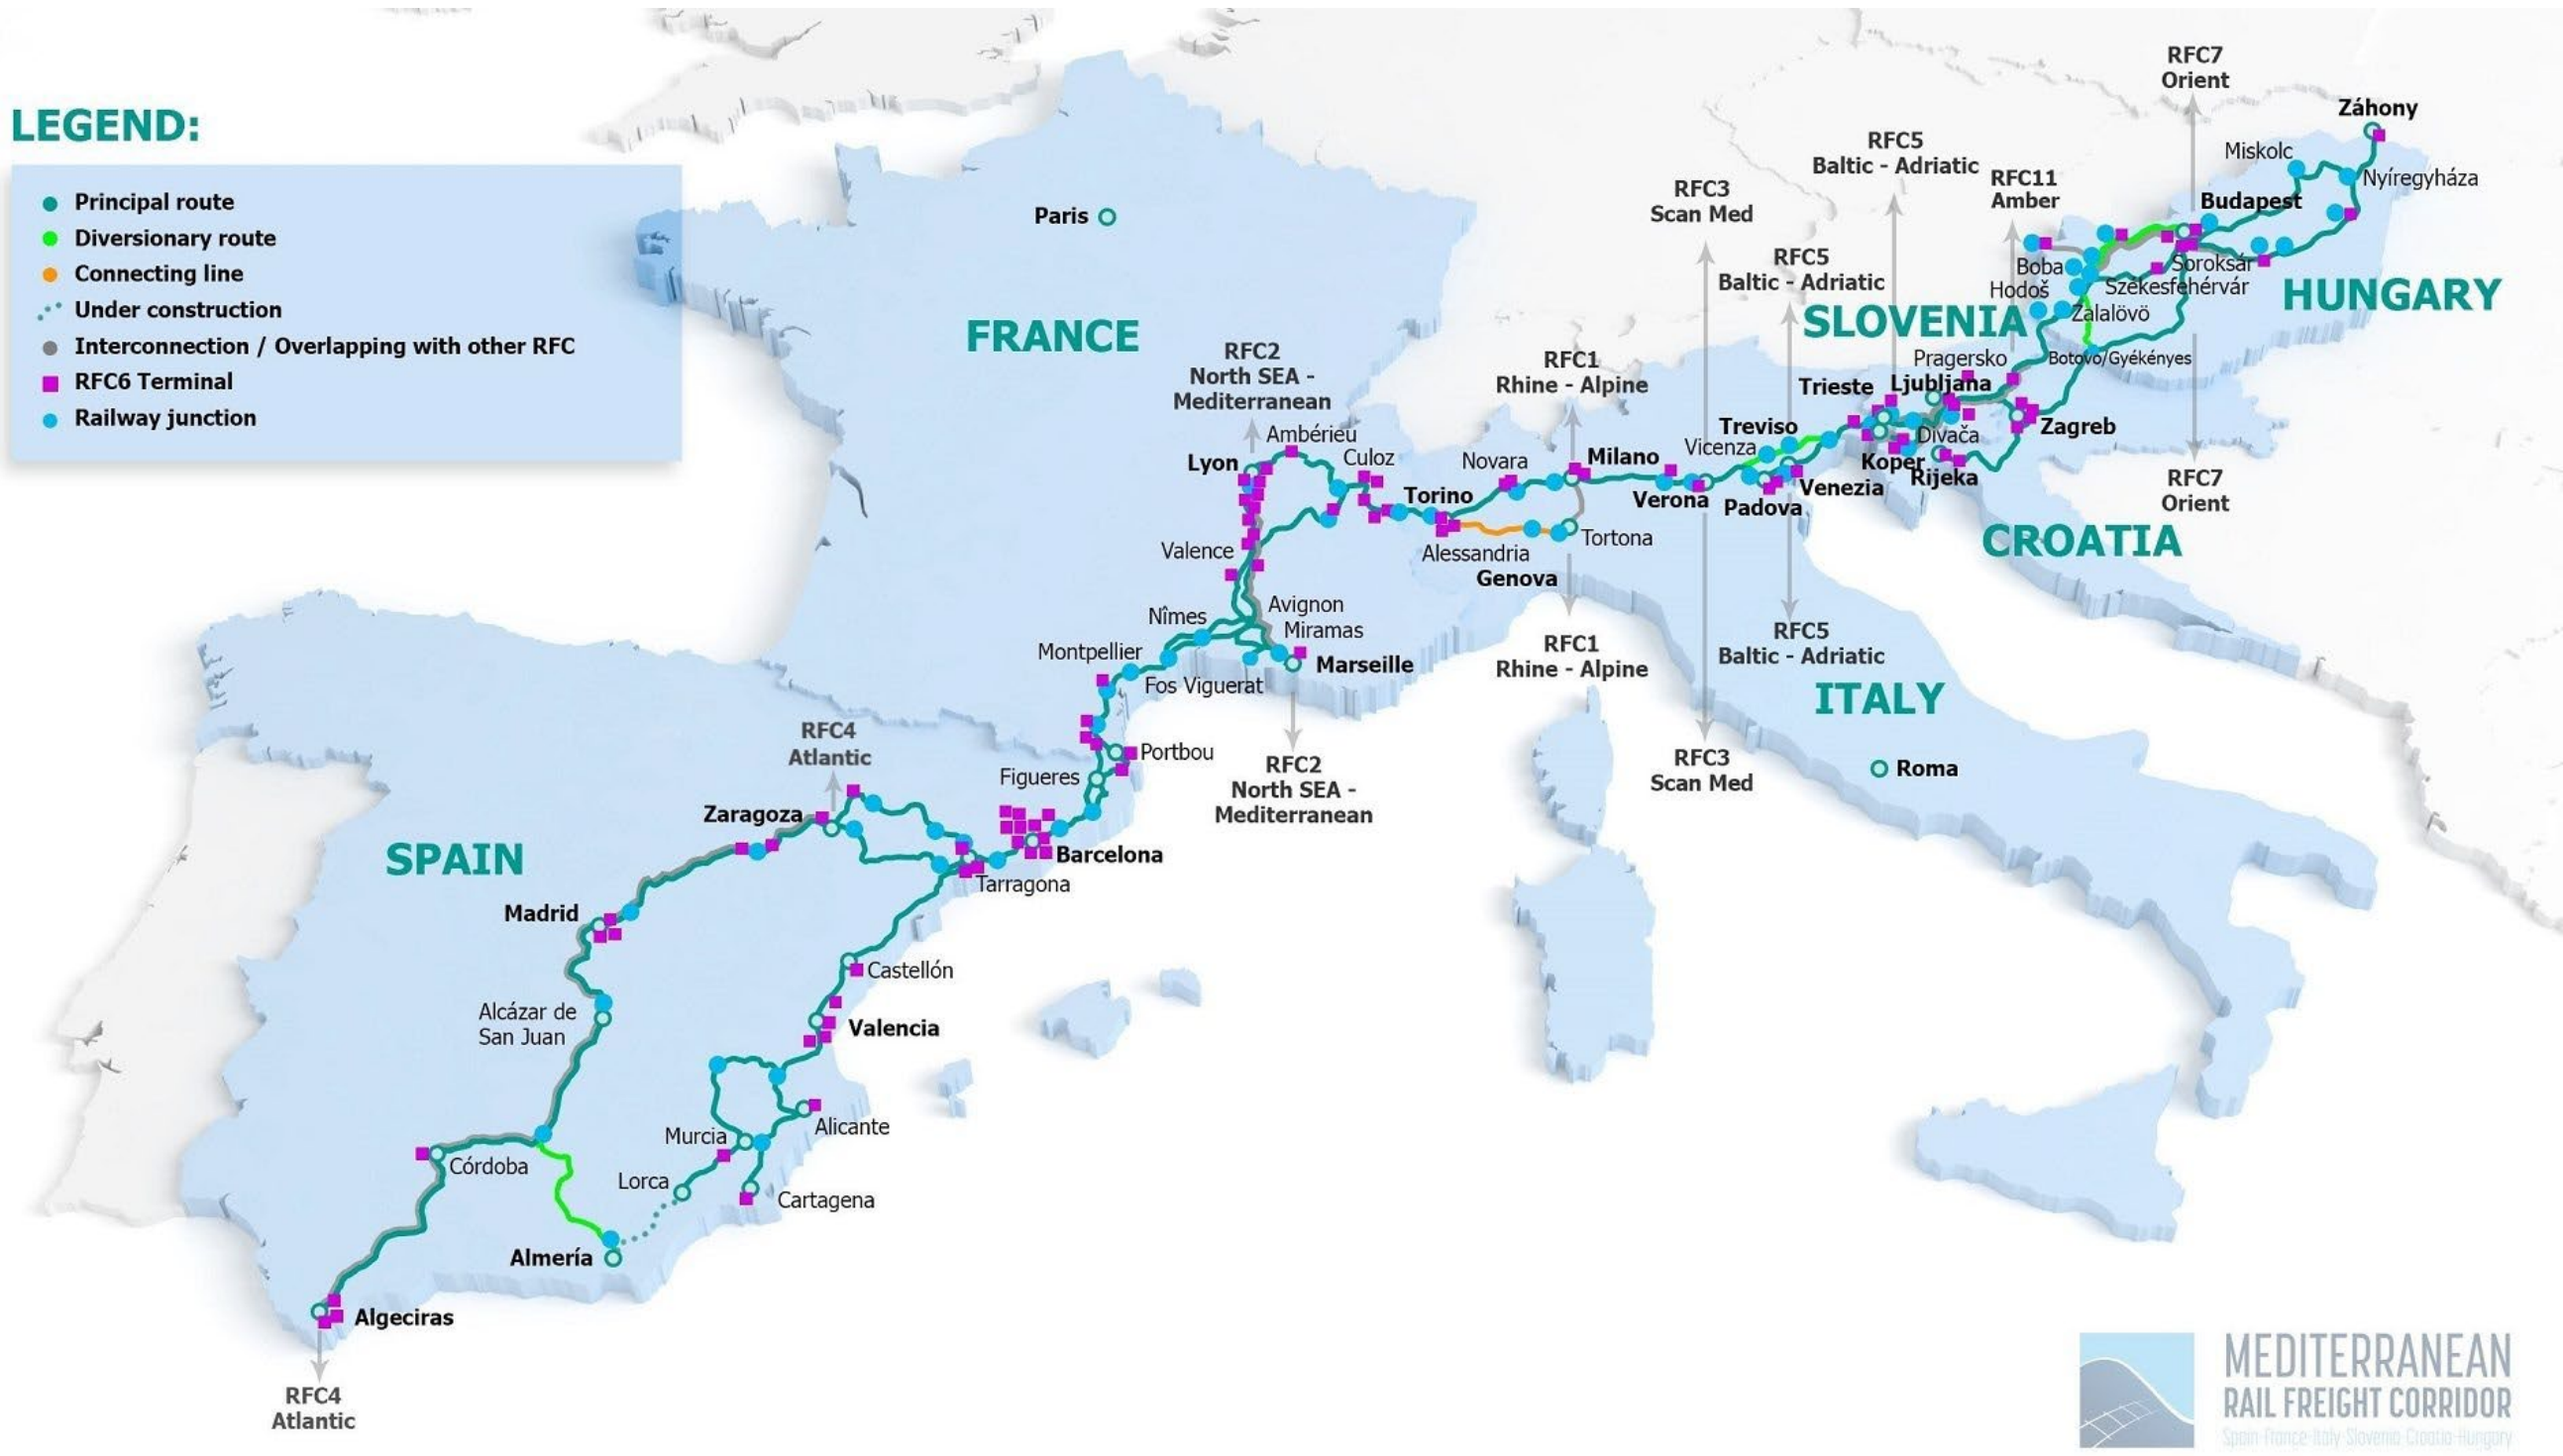 LEGEND:
Principal route
Diversionary route
Connecting line
Under construction
Interconnection / Overlapping with other RFC
RFC6 Terminal
Railway junction
Paris
FRANCE
RFC2
North SEA -
Mediterranean
Ambérieu
Lyon
Culoz
Valence
Nîmes
Avignon
Miramas
Montpellier
Marseille
Fos Viguerat
RFC2
North SEA -
Mediterranean
Portbou
Figueres
RFC4
Atlantic
Zaragoza
SPAIN
Barcelona
Tarragona
Madrid
Castellón
Alcázar de
San Juan
Valencia
Alicante
Murcia
Córdoba
Lorca
Cartagena
Almería
Algeciras
RFC4
Atlantic
RFC1
Rhine - Alpine
Novara
Milano
Torino
Tortona
Alessandria
Genova
RFC1
Rhine - Alpine
RFC3
Scan Med
RFC5
Baltic - Adriatic
RFC5
Baltic - Adriatic
RFC11
Amber
RFC7
Orient
Záhony
Miskolc
Nyíregyháza
Budapest
Boba
Soroksár
Hodoš
Székesfehérvár
HUNGARY
Zalalövő
SLOVENIA
Pragersko
Botovo/Gyékényes
Trieste
Ljubljana
Treviso
Vicenza
Divača
Zagreb
Koper
Rijeka
Verona
Padova
Venezia
RFC7
Orient
CROATIA
RFC5
Baltic - Adriatic
ITALY
RFC3
Scan Med
Roma
MEDITERRANEAN
RAIL FREIGHT CORRIDOR
Spain-France-Italy-Slovenia-Croatia-Hungary